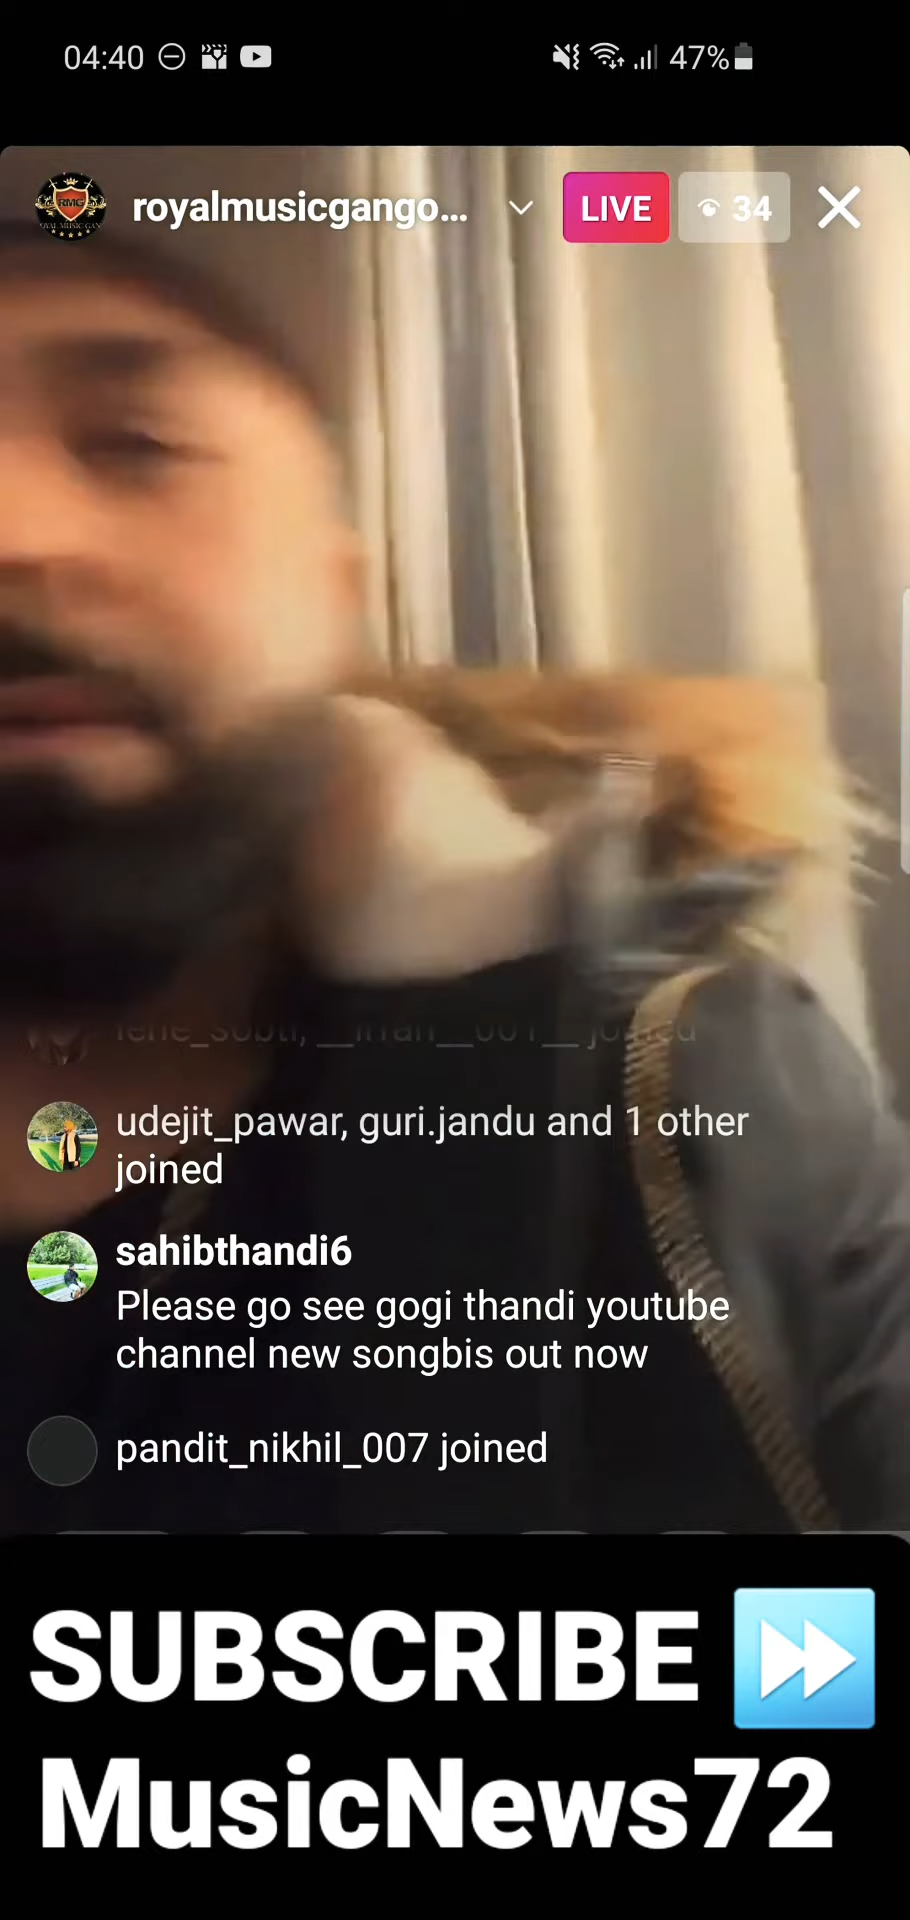 04:40
47%
royalmusicgango...
LIVE
34
RMG
udejit_pawar, guri.jandu and 1 other
joined
sahibthandi6
Please go see gogi thandi youtube
channel new songbis out now
pandit_nikhil_007 joined
SUBSCRIBE
MusicNews72